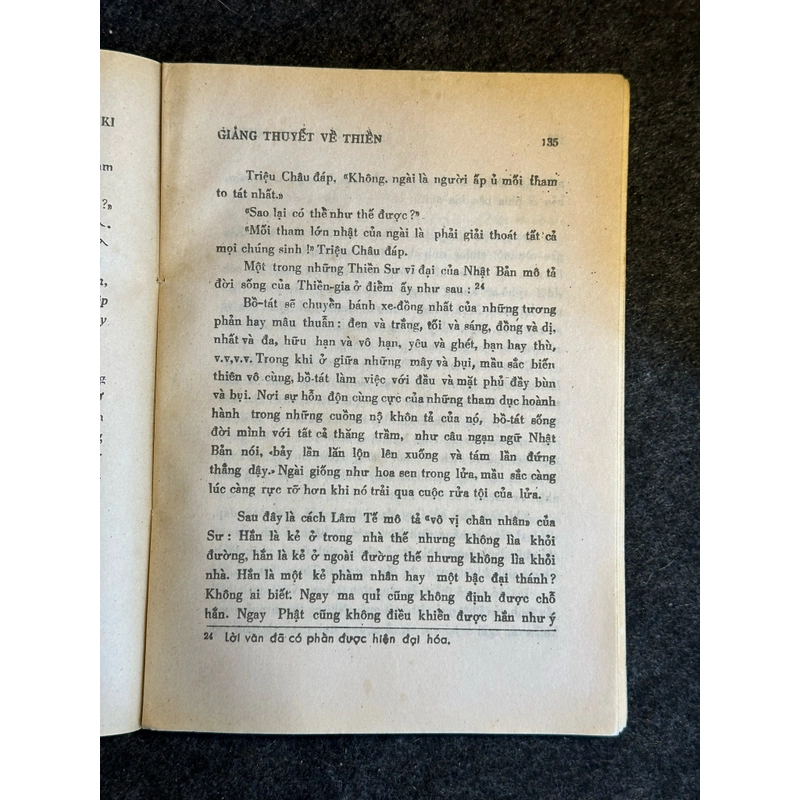 KI
am
?»
n,
ip
y
g
r
n
g
GIẢNG THUYẾT VỀ THIỀN 135
Triệu Châu đáp, «Không. ngài là người ấp ủ mối tham
to tát nhất.»
«Sao lại có thể như thế được?»
«Mối tham lớn nhật của ngài là phải giải thoát tất cả
mọi chúng sinh !» Triệu Châu đáp.
Một trong những Thiền Sư vĩ đại của Nhật Bản mô tả
đời sống của Thiền-gia ở điểm ấy như sau : 24
Bồ-tát sẽ chuyển bánh xe-đồng nhất của những tương
phản hay mâu thuẫn : đen và trắng, tối và sáng, đồng và dị,
nhất và đa, hữu hạn và vô hạn, yêu và ghét, bạn hay thù,
v.v,v.v. Trong khi ở giữa những mây và bụi, mầu sắc biến
thiên vô cùng, bồ-tát làm việc với đầu và mặt phủ đầy bùn
và bụi. Nơi sự hỗn độn cùng cực của những tham dục hoành
hành trong những cuồng nộ khôn tả của nó, bồ-tát sống
đời mình với tất cả thăng trầm, như câu ngạn ngữ Nhật
Bản nói, «bảy lần lăn lộn lên xuống và tám lần đứng
thẳng dậy.» Ngài giống như hoa sen trong lửa, mầu sắc càng
lúc càng rực rỡ hơn khi nó trải qua cuộc rửa tội của lửa.
Sau đây là cách Lâm Tế mô tả «vô vị chân nhân» của
Sư : Hắn là kẻ ở trong nhà thế nhưng không lìa khỏi
đường, hắn là kẻ ở ngoài đường thế nhưng không lìa khỏi
nhà. Hắn là một kẻ phàm nhân hay một bậc đại thánh ?
Không ai biết. Ngay ma quỉ cũng không định được chỗ
hắn. Ngay Phật cũng không điều khiển được hắn như ý
24 Lời văn đã có phần được hiện đại hóa.